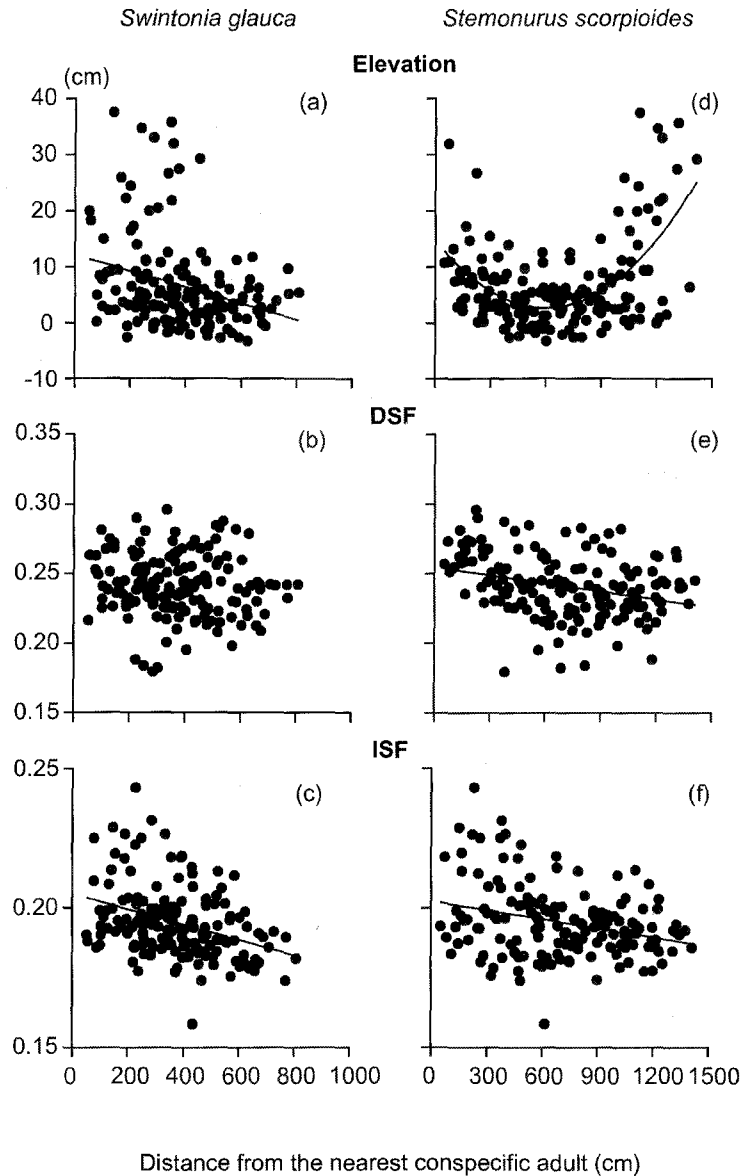 Swintonia glauca
Stemonurus scorpioides
Elevation
(cm)
40
30
20
10
0
-10
(a)
(d)
DSF
0.35
0.30
0.25
0.20
0.15
(b)
(e)
ISF
0.25
0.20
0.15
(c)
(f)
0 200 400 600 800 1000
0 300 600 900 1200 1500
Distance from the nearest conspecific adult (cm)